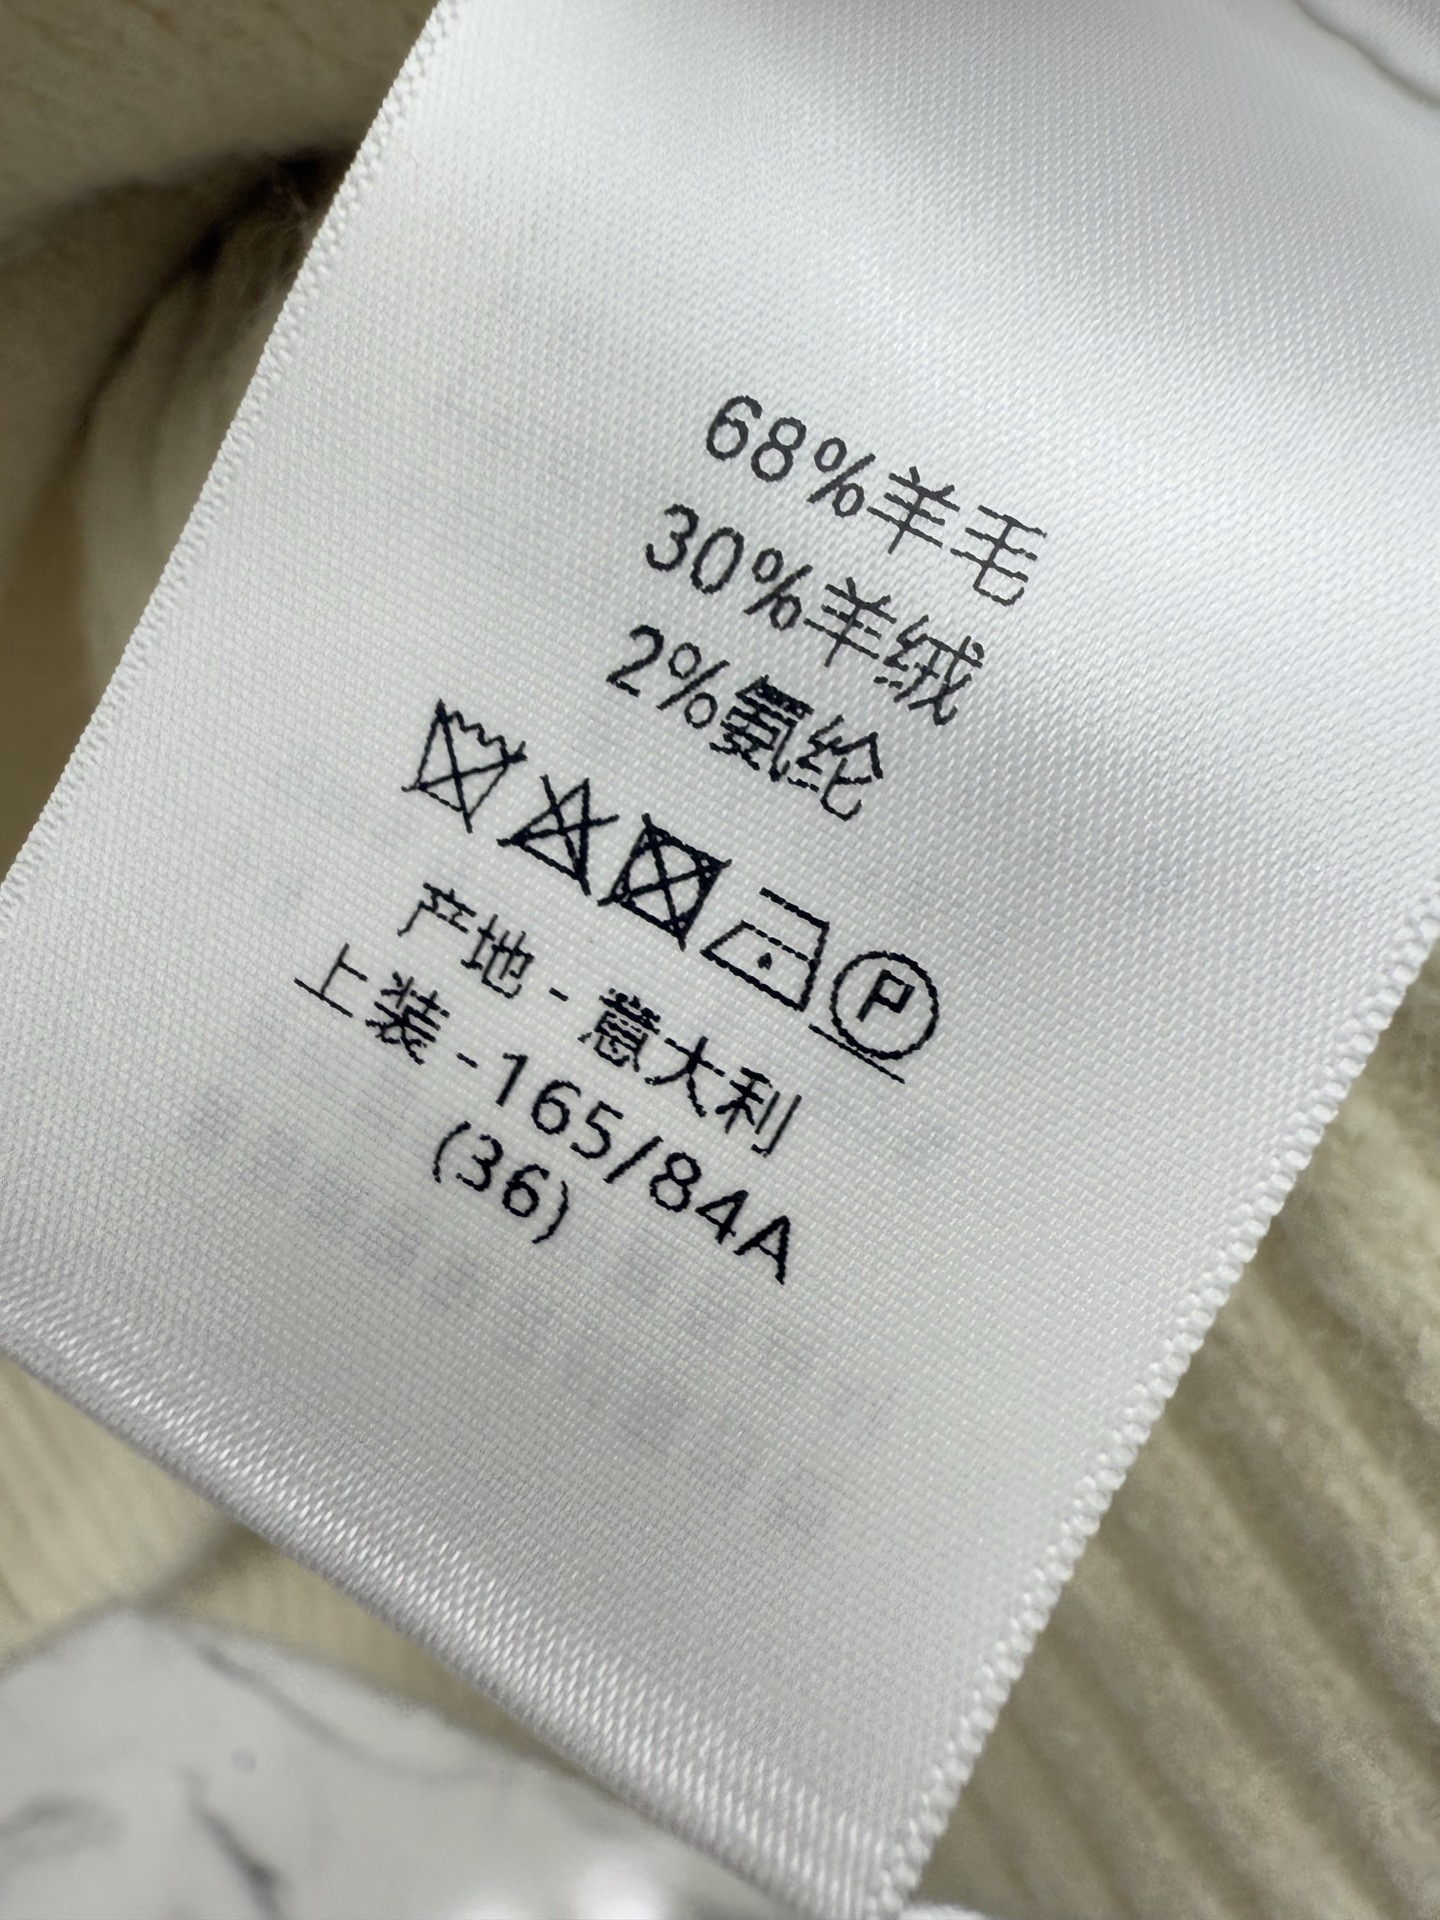 68%羊毛
30%羊绒
2%氨纶
P
产地 - 意大利
上装 -165/84A
(36)